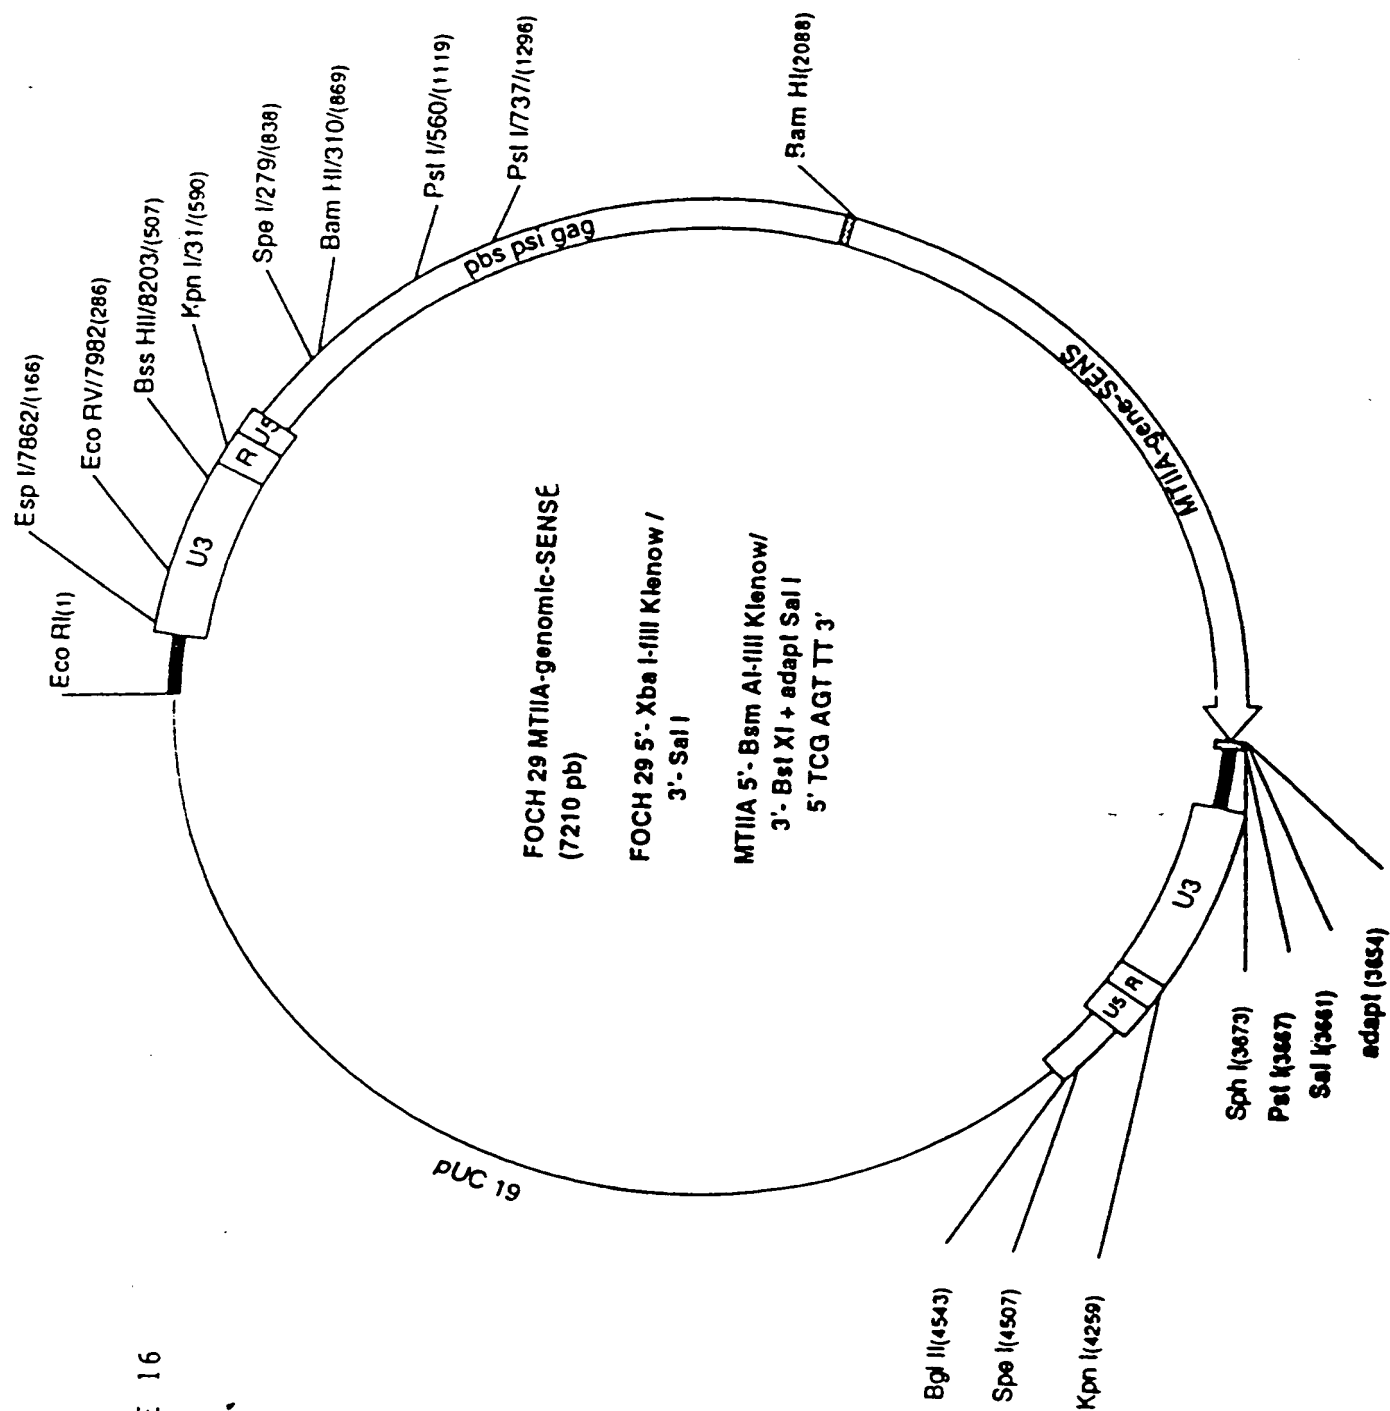 Eco RI(1)
Esp I/7862/(166)
Eco RV/7982(286)
Bss HII/8203/(507)
Kpn I/31/(590)
Spe I/279/(838)
Bam HI/310/(869)
Pst I/560/(1119)
Pst I/737/(1296)
Bam HI(2088)
U3
R
U5
pbs psi gag
MTIIA-gene-SENS
FOCH 29 MTIIA-genomic-SENSE
(7210 pb)
FOCH 29 5'- Xba I-fill Klenow /
3'- Sal I
MTIIA 5'- Bsm AI-fill Klenow/
3'- Bst XI + adapt Sal I
5' TCG AGT TT 3'
adapt (3654)
Sal I(3661)
Pst I(3667)
Sph I(3673)
U3
R
U5
Kpn I(4259)
Spe I(4507)
Bgl II(4543)
pUC 19
16